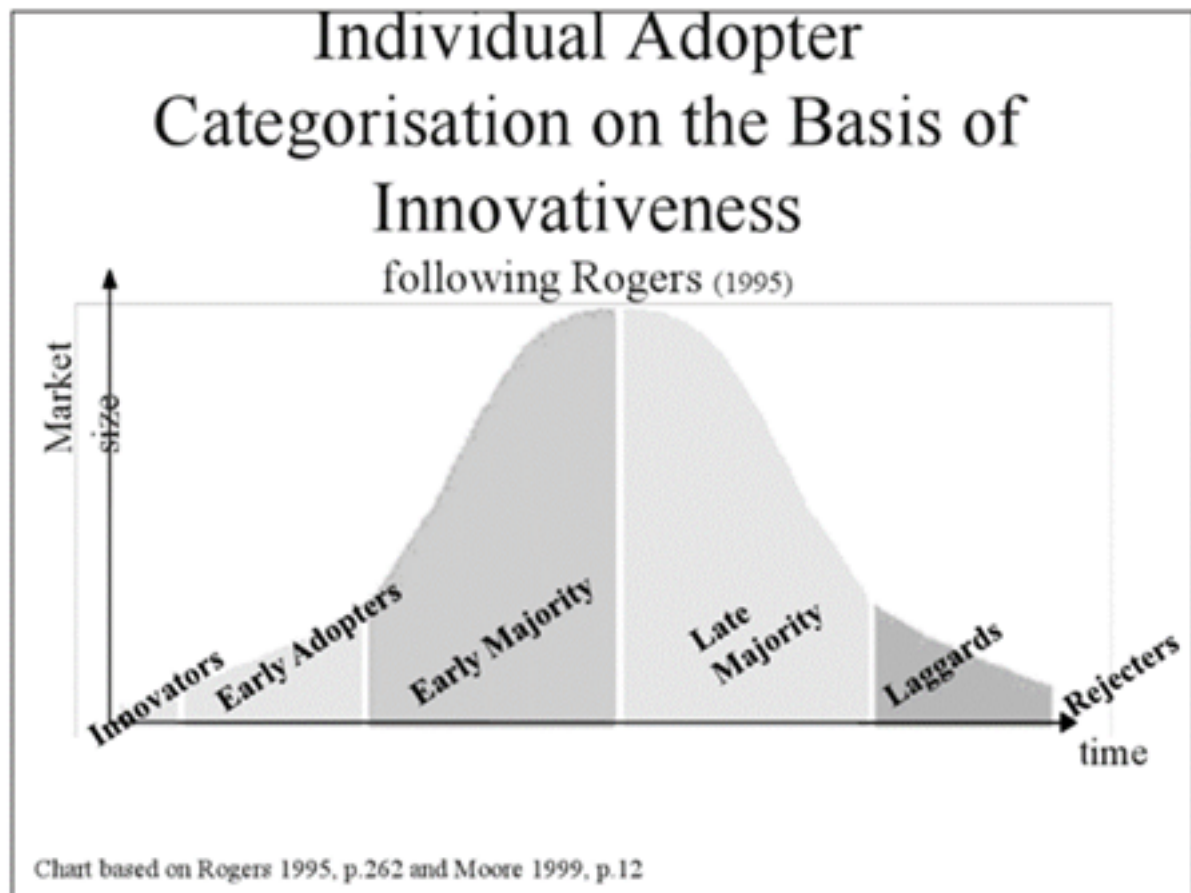 Individual Adopter
Categorisation on the Basis of
Innovativeness
following Rogers (1995)
Market
size
Innovators
Early Adopters
Early Majority
Late
Majority
Laggards
Rejecters
time
Chart based on Rogers 1995, p.262 and Moore 1999, p.12